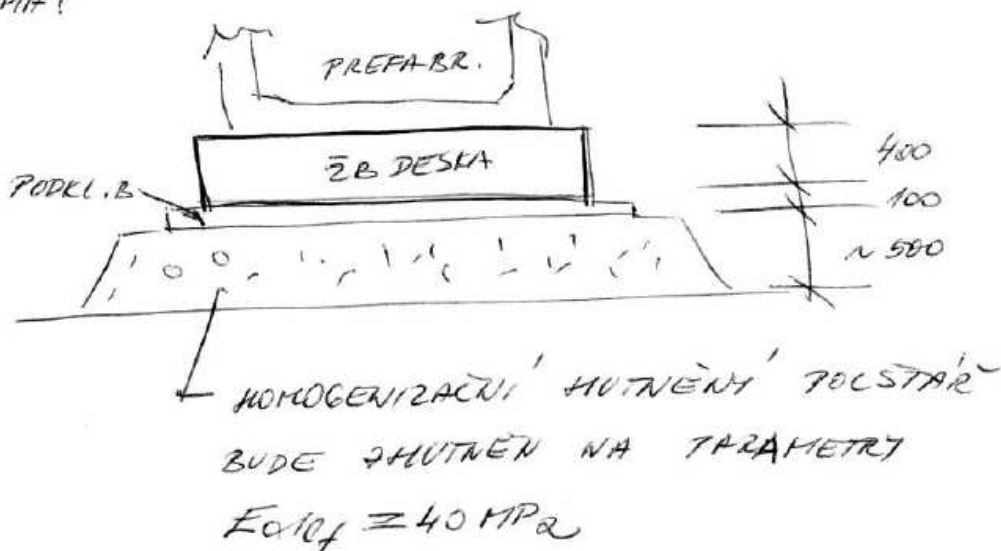 PREFABR.
ŽB DESKA
PODKL. B
400
100
~ 500
HOMOGENIZAČNÍ HUTNĚNÝ POLŠTÁŘ
BUDE ZHUTNĚN NA PARAMETRY
Edef = 40 MPa